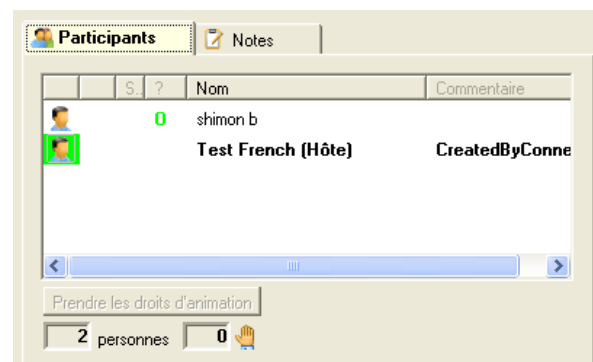 Participants Notes
S.. ? Nom Commentaire
0 shimon b
Test French (Hôte) CreatedByConne
Prendre les droits d'animation
2 personnes 0